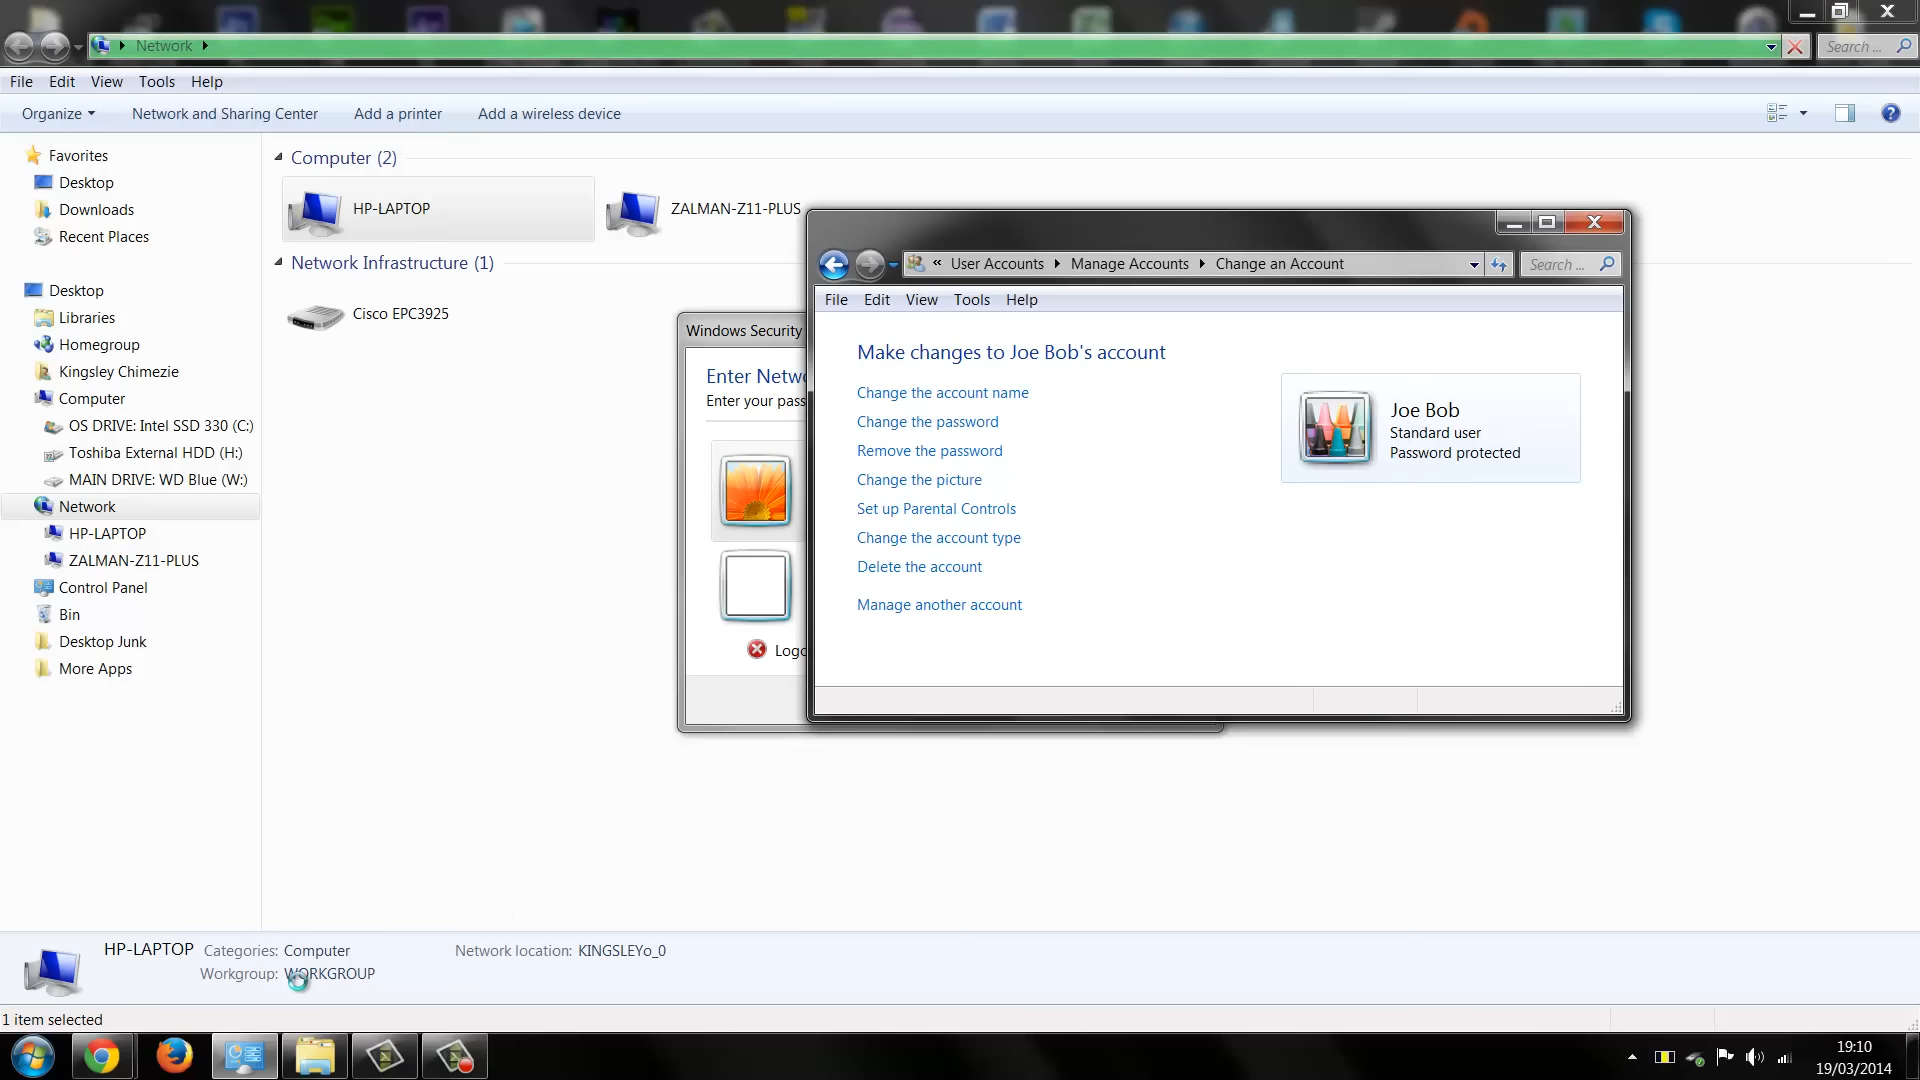 Network
Search ...
File Edit View Tools Help
Organize Network and Sharing Center Add a printer Add a wireless device
Favorites
Desktop
Downloads
Recent Places
Desktop
Libraries
Homegroup
Kingsley Chimezie
Computer
OS DRIVE: Intel SSD 330 (C:)
Toshiba External HDD (H:)
MAIN DRIVE: WD Blue (W:)
Network
HP-LAPTOP
ZALMAN-Z11-PLUS
Control Panel
Bin
Desktop Junk
More Apps
Computer (2)
HP-LAPTOP
ZALMAN-Z11-PLUS
Network Infrastructure (1)
Cisco EPC3925
Windows Security
Enter Netwo
Enter your pass
Logo
« User Accounts Manage Accounts Change an Account
Search ...
File Edit View Tools Help
Make changes to Joe Bob's account
Change the account name
Change the password
Remove the password
Change the picture
Set up Parental Controls
Change the account type
Delete the account
Manage another account
Joe Bob
Standard user
Password protected
HP-LAPTOP Categories: Computer Network location: KINGSLEYo_0
Workgroup: WORKGROUP
1 item selected
19:10
19/03/2014